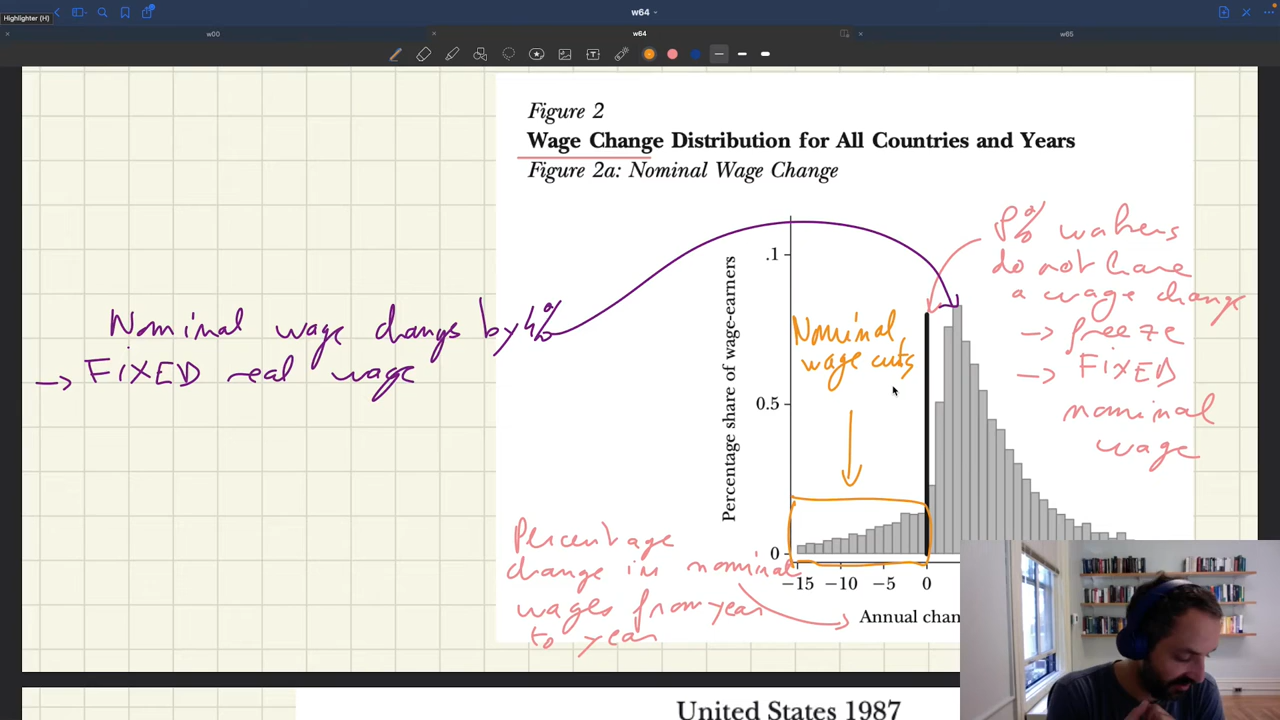 Highlighter (H)
w64
w00
w64
w65
Figure 2
Wage Change Distribution for All Countries and Years
Figure 2a: Nominal Wage Change
8% workers
do not have
a wage change
→ freeze
→ FIXED
nominal
wage
Nominal wage changs by 4%
→ FIXED real wage
Nominal
wage cuts
Percentage share of wage-earners
.1
0.5
0
−15 −10 −5 0
Annual chan
Percentage
change in nominal
wages from year
to year
United States 1987